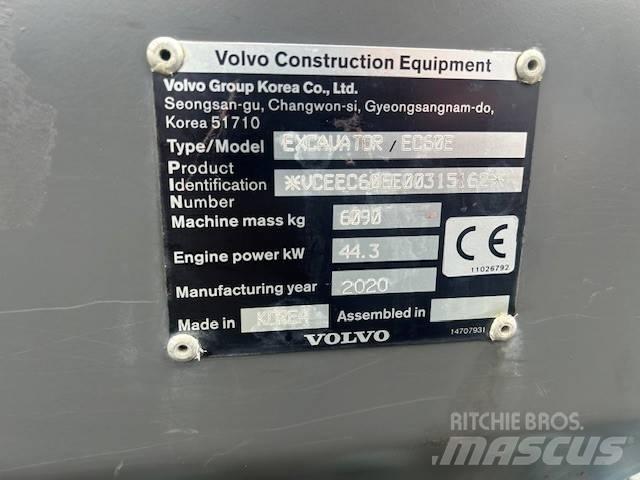 Volvo Construction Equipment
Volvo Group Korea Co., Ltd.
Seongsan-gu, Changwon-si, Gyeongsangnam-do,
Korea 51710
Type/Model EXCAVATOR / EC60E
Product
Identification
Number
Machine mass kg 6090
Engine power kW 44.3
CE
11026792
Manufacturing year 2020
Made in KOREA Assembled in
VOLVO 14707931
RITCHIE BROS.
MASCUS